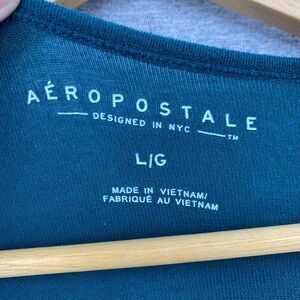 AÉROPOSTALE
DESIGNED IN NYC ™
L/G
MADE IN VIETNAM/
FABRIQUÉ AU VIETNAM